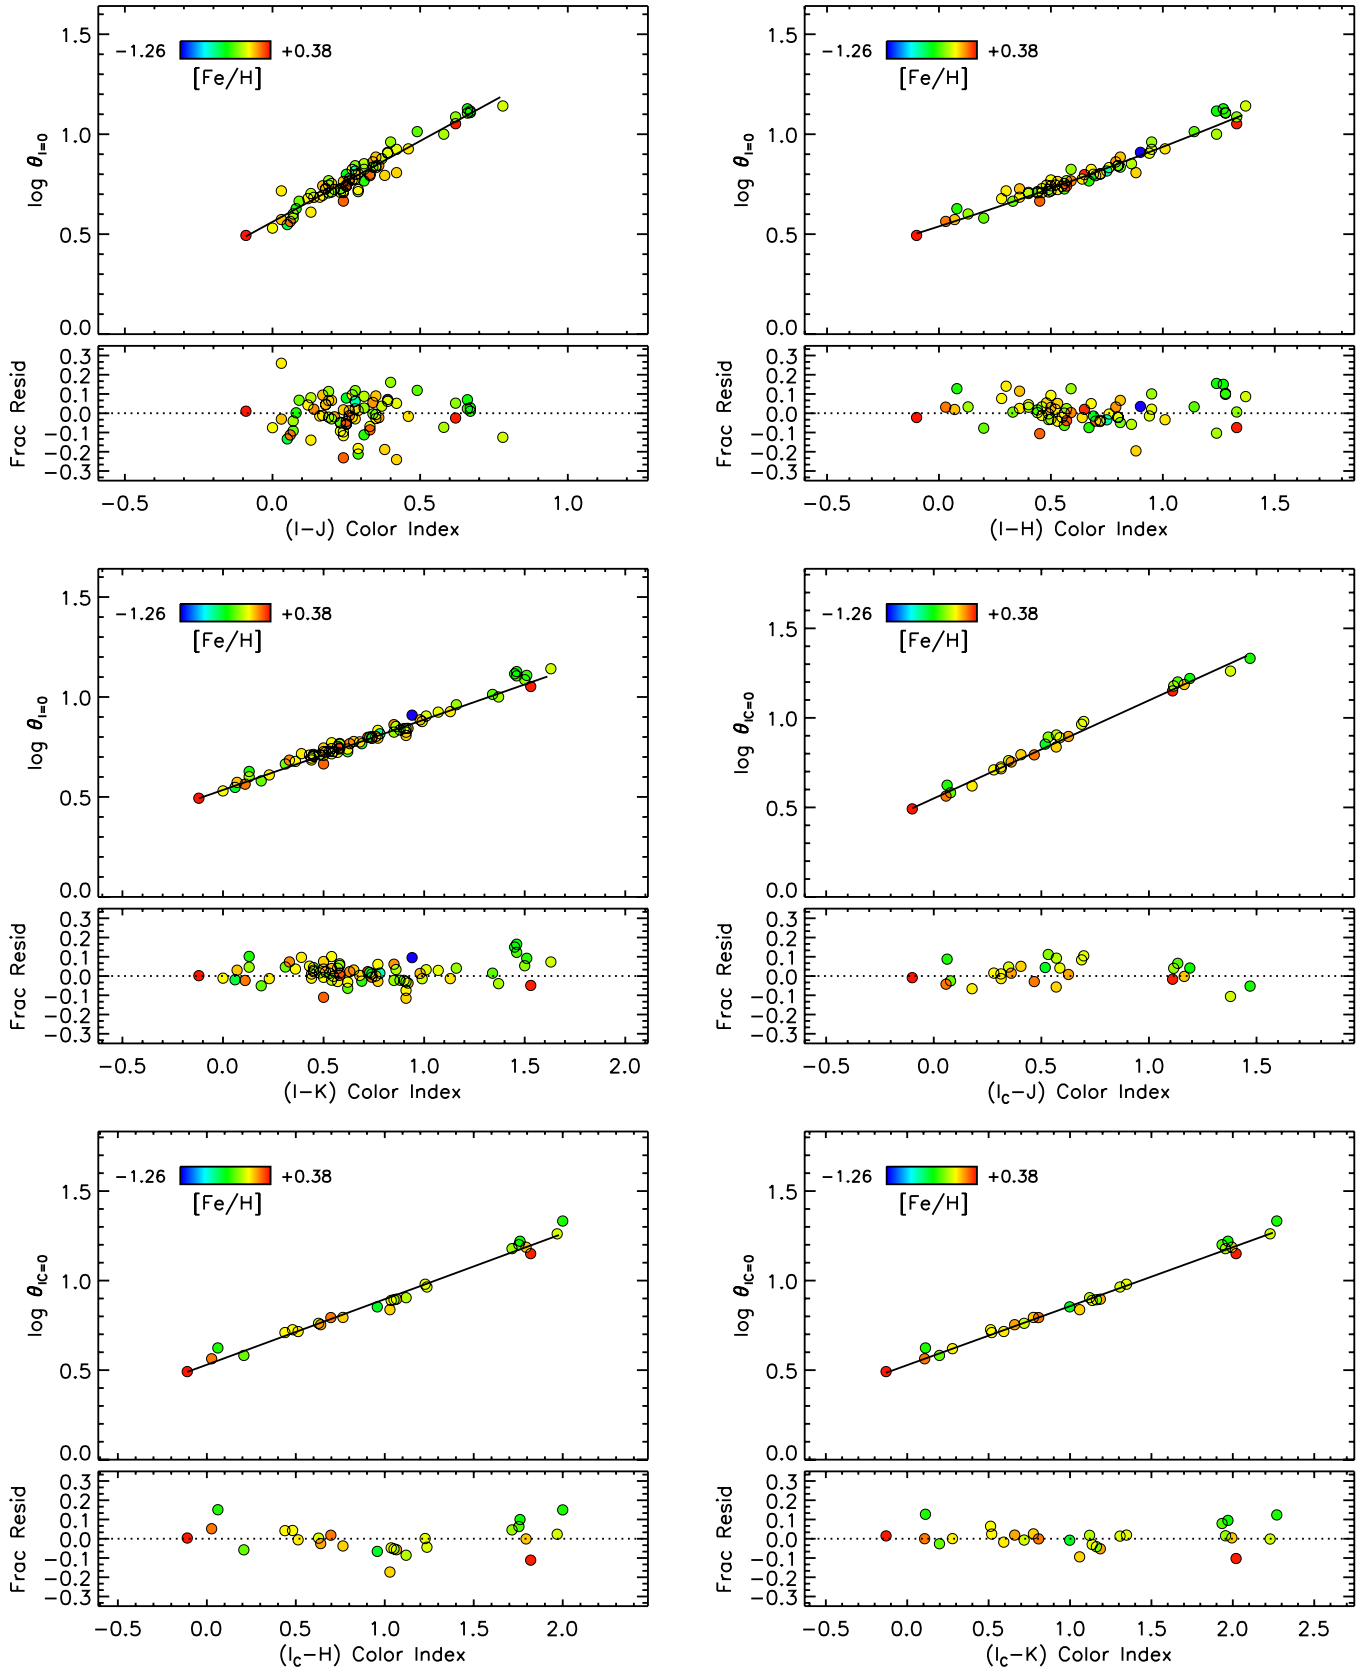 1.5
1.0
0.5
0.0
log θI=0
−1.26 +0.38
[Fe/H]
0.3
0.2
0.1
0.0
−0.1
−0.2
−0.3
Frac Resid
−0.5 0.0 0.5 1.0
(I−J) Color Index
1.5
1.0
0.5
0.0
log θI=0
−1.26 +0.38
[Fe/H]
0.3
0.2
0.1
0.0
−0.1
−0.2
−0.3
Frac Resid
−0.5 0.0 0.5 1.0 1.5
(I−H) Color Index
1.5
1.0
0.5
0.0
log θI=0
−1.26 +0.38
[Fe/H]
0.3
0.2
0.1
0.0
−0.1
−0.2
−0.3
Frac Resid
−0.5 0.0 0.5 1.0 1.5 2.0
(I−K) Color Index
1.5
1.0
0.5
0.0
log θIC=0
−1.26 +0.38
[Fe/H]
0.3
0.2
0.1
0.0
−0.1
−0.2
−0.3
Frac Resid
−0.5 0.0 0.5 1.0 1.5
(IC−J) Color Index
1.5
1.0
0.5
0.0
log θIC=0
−1.26 +0.38
[Fe/H]
0.3
0.2
0.1
0.0
−0.1
−0.2
−0.3
Frac Resid
−0.5 0.0 0.5 1.0 1.5 2.0
(IC−H) Color Index
1.5
1.0
0.5
0.0
log θIC=0
−1.26 +0.38
[Fe/H]
0.3
0.2
0.1
0.0
−0.1
−0.2
−0.3
Frac Resid
−0.5 0.0 0.5 1.0 1.5 2.0 2.5
(IC−K) Color Index